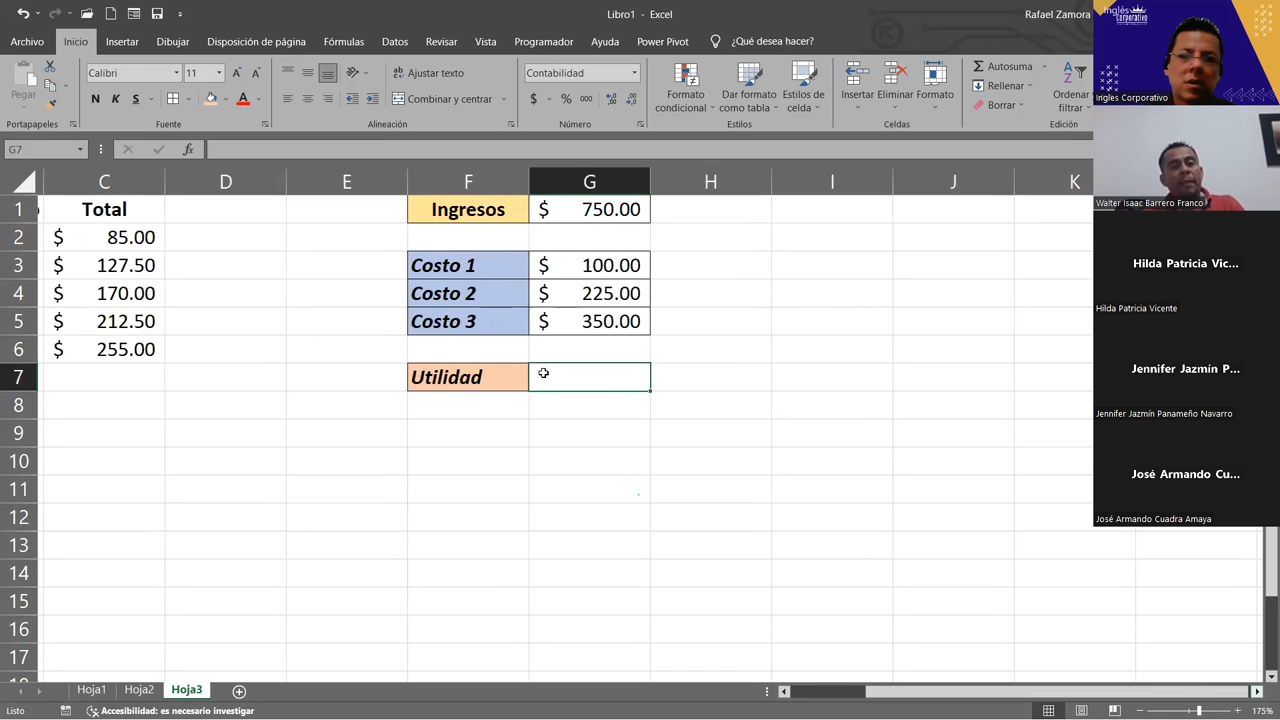 Libro1 - Excel
Rafael Zamora
Archivo Inicio Insertar Dibujar Disposición de página Fórmulas Datos Revisar Vista Programador Ayuda Power Pivot ¿Qué desea hacer?
Pegar
Calibri 11
N K S
Ajustar texto
Combinar y centrar
Contabilidad
$ % 000
Formato condicional
Dar formato como tabla
Estilos de celda
Insertar Eliminar Formato
Autosuma
Rellenar
Borrar
Ordenar filtrar
Portapapeles Fuente Alineación Número Estilos Celdas Edición
G7
fx
C D E F G H I J K
1 Total Ingresos $ 750.00
2 $ 85.00
3 $ 127.50 Costo 1 $ 100.00
4 $ 170.00 Costo 2 $ 225.00
5 $ 212.50 Costo 3 $ 350.00
6 $ 255.00
7 Utilidad
8
9
10
11
12
13
14
15
16
17
Hoja1 Hoja2 Hoja3
Listo
Accesibilidad: es necesario investigar
175%
Inglés
Corporativo
Ingles Corporativo
Walter Isaac Barrero Franco
Hilda Patricia Vic...
Hilda Patricia Vicente
Jennifer Jazmín P...
Jennifer Jazmín Panameño Navarro
José Armando Cu...
José Armando Cuadra Amaya